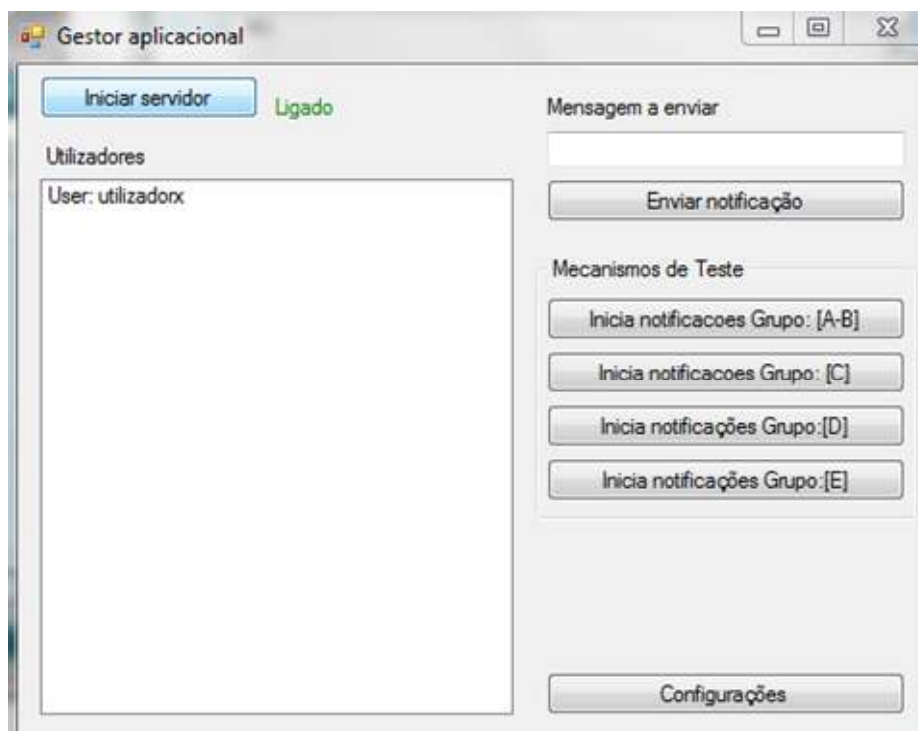 Gestor aplicacional
Iniciar servidor
Ligado
Utilizadores
User: utilizadorx
Mensagem a enviar
Enviar notificação
Mecanismos de Teste
Inicia notificacoes Grupo: [A-B]
Inicia notificacoes Grupo: [C]
Inicia notificações Grupo:[D]
Inicia notificações Grupo:[E]
Configurações